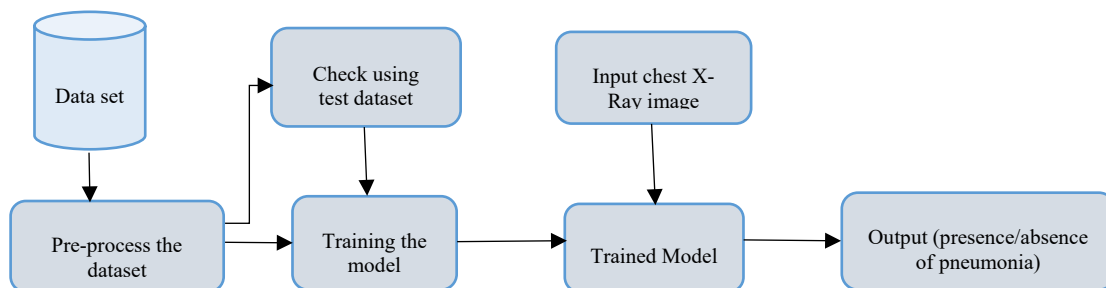 Data set
Check using
test dataset
Input chest X-
Ray image
Pre-process the
dataset
Training the
model
Trained Model
Output (presence/absence
of pneumonia)